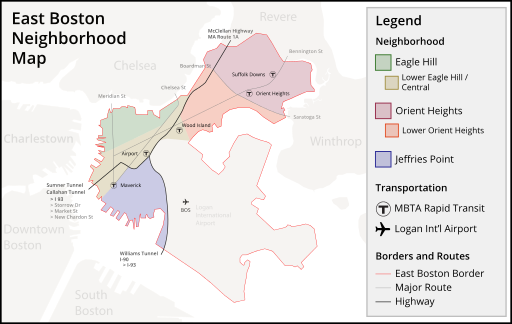 East Boston
Neighborhood
Map
Revere
McClellan Highway
MA Route 1A
Bennington St
Boardman St
Chelsea
Suffolk Downs
Chelsea St
Orient Heights
Meridian St
Saratoga St
Wood Island
Charlestown
Winthrop
Airport
Sumner Tunnel
Callahan Tunnel
> I 93
> Storrow Dr
> Market St
> New Chardon St
Maverick
BOS
Logan
International
Airport
Downtown
Boston
Williams Tunnel
I-90
> I-93
South
Boston
Legend
Neighborhood
Eagle Hill
Lower Eagle Hill /
Central
Orient Heights
Lower Orient Heights
Jeffries Point
Transportation
T MBTA Rapid Transit
Logan Int'l Airport
Borders and Routes
East Boston Border
Major Route
Highway